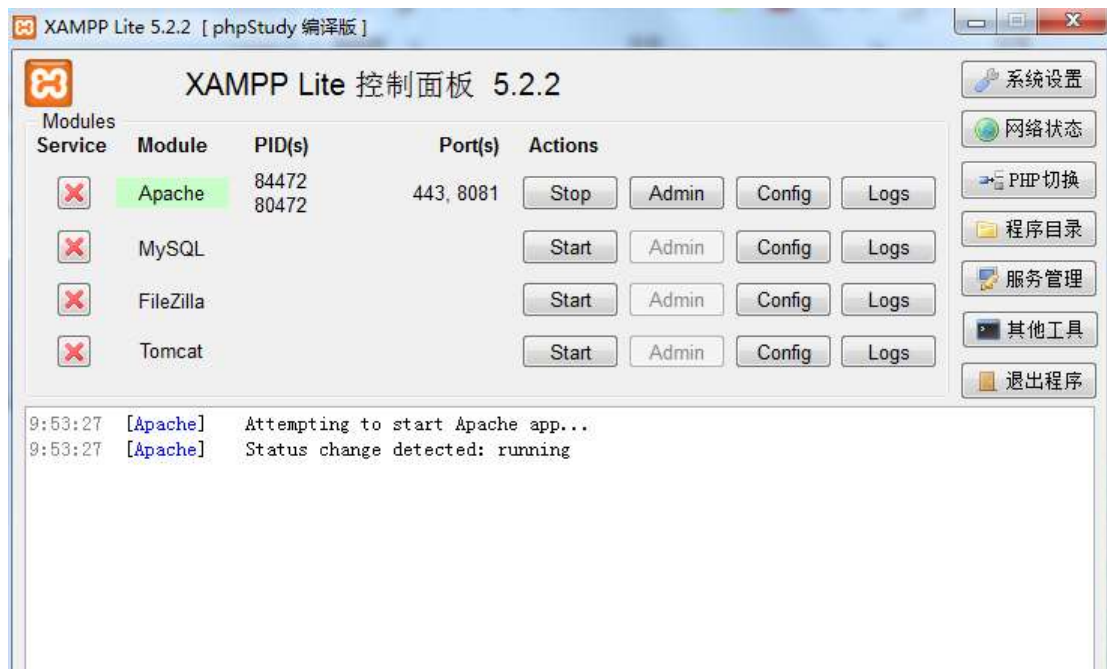 XAMPP Lite 5.2.2 [ phpStudy 编译版 ]
XAMPP Lite 控制面板 5.2.2
系统设置
Modules
网络状态
Service Module PID(s) Port(s) Actions
Apache 84472 80472 443, 8081 Stop Admin Config Logs
PHP切换
MySQL Start Admin Config Logs
程序目录
FileZilla Start Admin Config Logs
服务管理
Tomcat Start Admin Config Logs
其他工具
退出程序
9:53:27 [Apache] Attempting to start Apache app...
9:53:27 [Apache] Status change detected: running